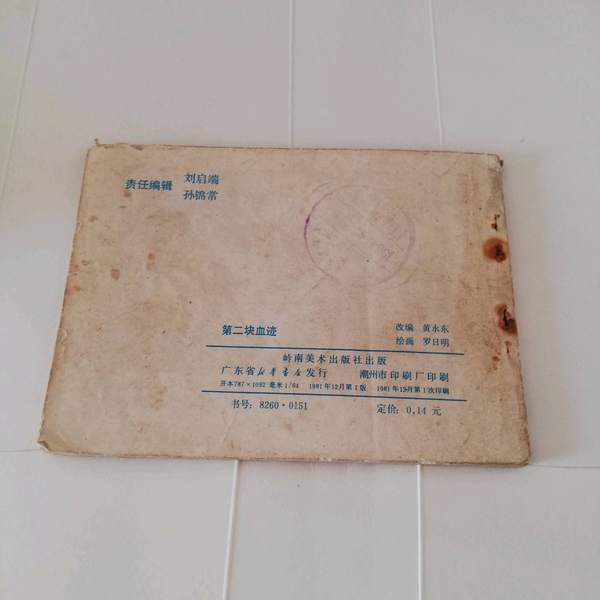 责任编辑 刘启端
孙锦常
第二块血迹
改编 黄永东
绘画 罗日明
岭南美术出版社出版
广东省新华书店发行 潮州市印刷厂印刷
开本787×1092 毫米1/64 1981年12月第1版 1981年12月第1次印刷
书号：8260·0151 定价：0.14 元